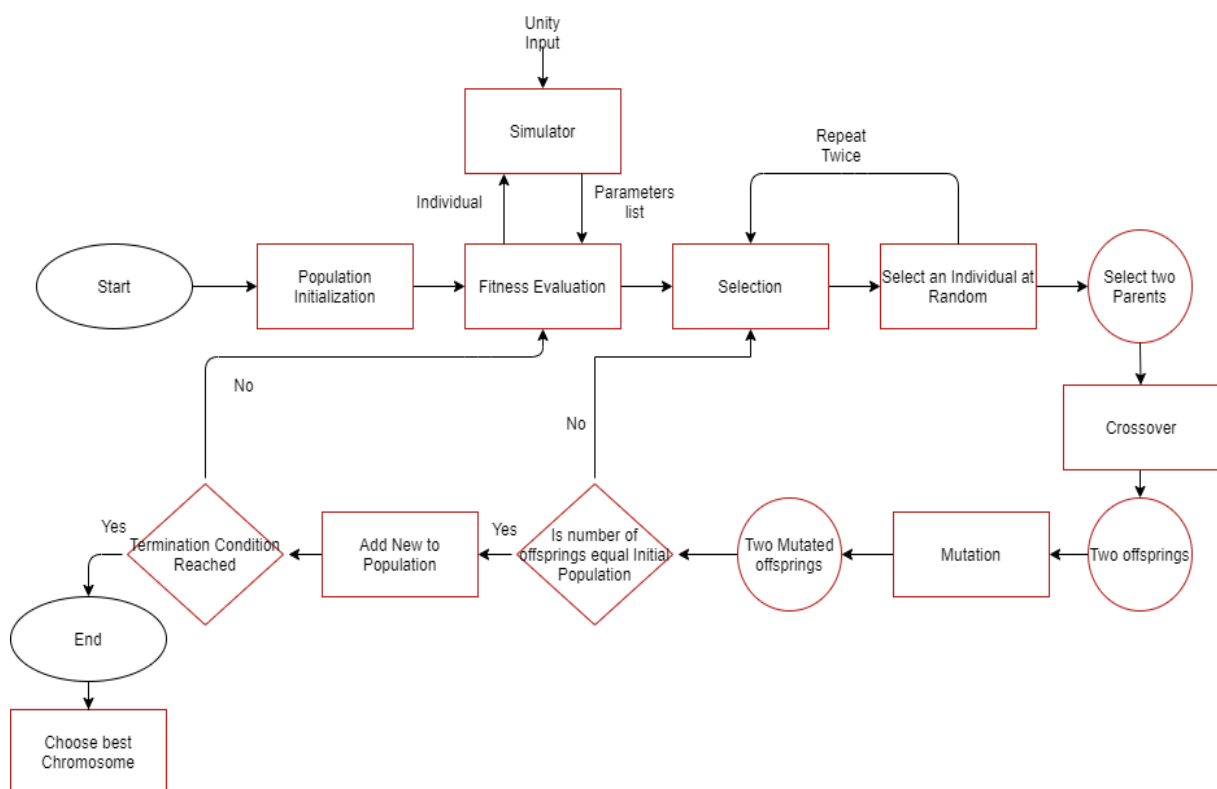 Unity
Input
Simulator
Repeat
Twice
Individual
Parameters
list
Start
Population
Initialization
Fitness Evaluation
Selection
Select an Individual at
Random
Select two
Parents
No
No
Crossover
Yes
Termination Condition
Reached
Add New to
Population
Yes
Is number of
offsprings equal Initial
Population
Two Mutated
offsprings
Mutation
Two offsprings
End
Choose best
Chromosome